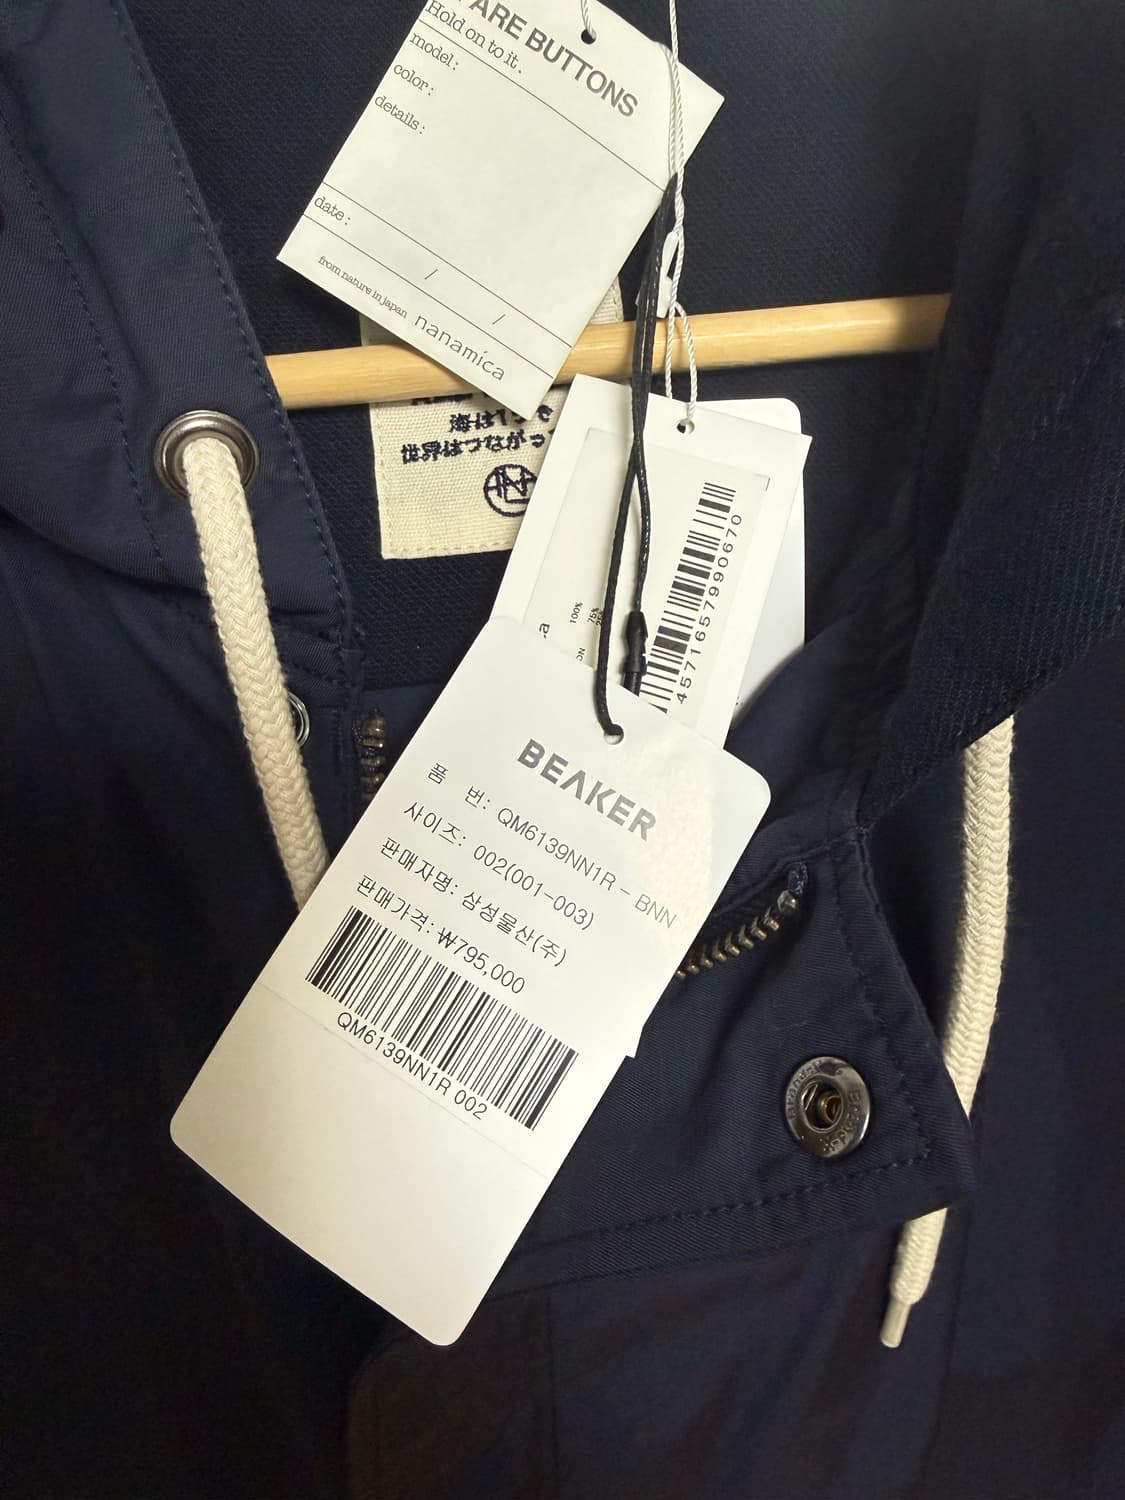 ARE BUTTONS
Hold on to it.
model:
color:
details:
date:
/ /
from nature in japan nanamica
海は
世界はつながっ
4571657990670
100%
75%
BEAKER
품 번: QM6139NN1R - BNN
사이즈: 002(001-003)
판매자명: 삼성물산(주)
판매가격: ₩795,000
QM6139NN1R 002